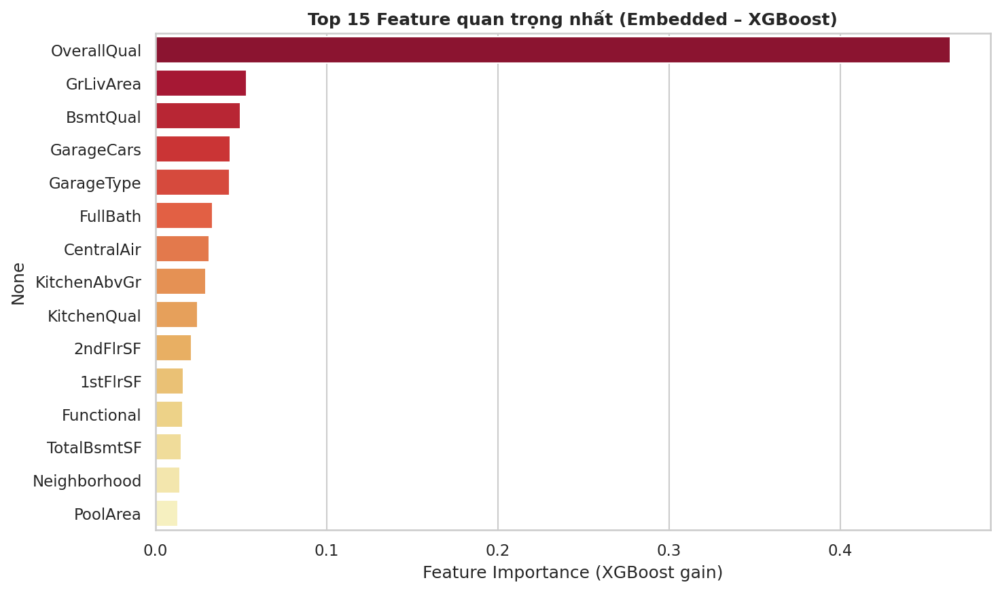 Top 15 Feature quan trọng nhất (Embedded – XGBoost)
OverallQual
GrLivArea
BsmtQual
GarageCars
GarageType
FullBath
CentralAir
KitchenAbvGr
KitchenQual
2ndFlrSF
1stFlrSF
Functional
TotalBsmtSF
Neighborhood
PoolArea
None
0.0 0.1 0.2 0.3 0.4
Feature Importance (XGBoost gain)